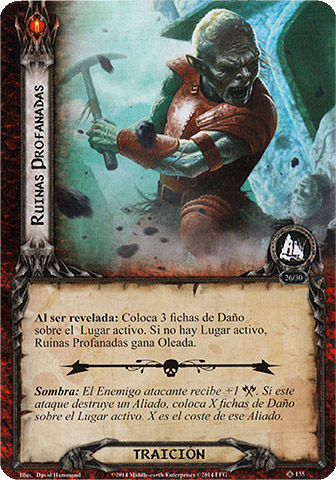 RUINAS PROFANADAS
26/30
Al ser revelada: Coloca 3 fichas de Daño
sobre el Lugar activo. Si no hay Lugar activo,
Ruinas Profanadas gana Oleada.
Sombra: El Enemigo atacante recibe +1 . Si este
ataque destruye un Aliado, coloca X fichas de Daño
sobre el Lugar activo. X es el coste de ese Aliado.
TRAICIÓN
Illus. David Hammond
©2014 Middle-earth Enterprises ©2014 FFG
135